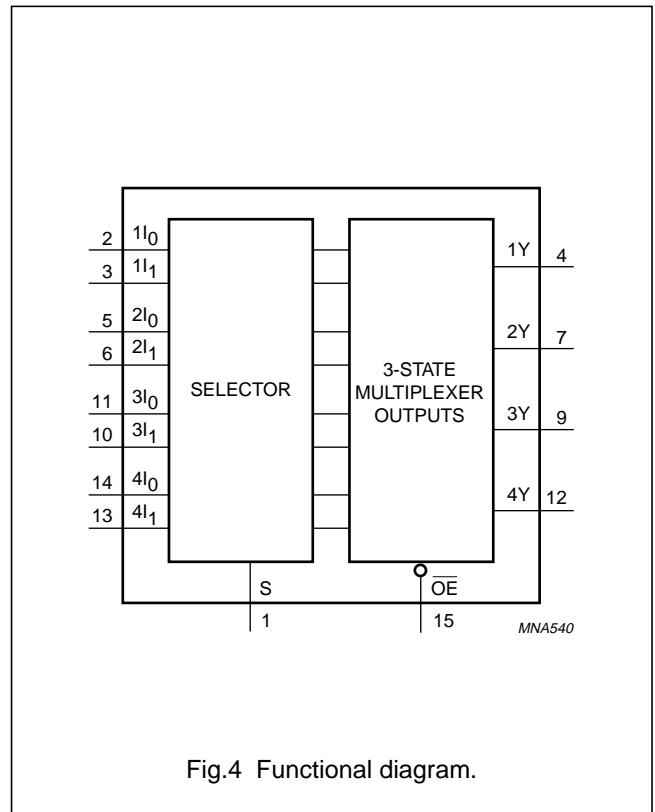 2 1I0
3 1I1
5 2I0
6 2I1
11 3I0
10 3I1
14 4I0
13 4I1
SELECTOR
3-STATE
MULTIPLEXER
OUTPUTS
1Y 4
2Y 7
3Y 9
4Y 12
S
1
OE
15
MNA540
Fig.4 Functional diagram.